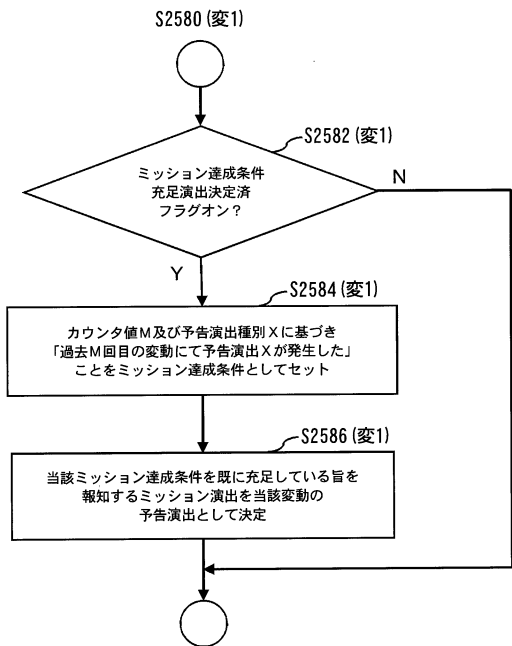 S2580(変1)
S2582(変1)
ミッション達成条件
充足演出決定済
フラグオン？
N
Y
S2584(変1)
カウンタ値M及び予告演出種別Xに基づき
「過去M回目の変動にて予告演出Xが発生した」
ことをミッション達成条件としてセット
S2586(変1)
当該ミッション達成条件を既に充足している旨を
報知するミッション演出を当該変動の
予告演出として決定